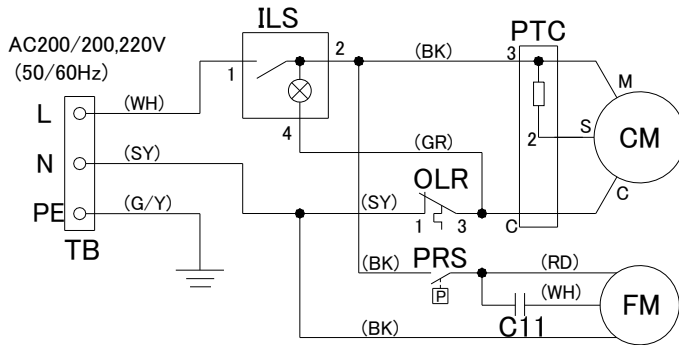 ILS
AC200/200,220V
(50/60Hz)
PTC
1
2
(BK)
3
M
L
(WH)
4
(GR)
2
S
CM
N
(SY)
OLR
C
PE
(G/Y)
(SY)
1
3
C
TB
PRS
(BK)
P
(RD)
(WH)
FM
C11
(BK)